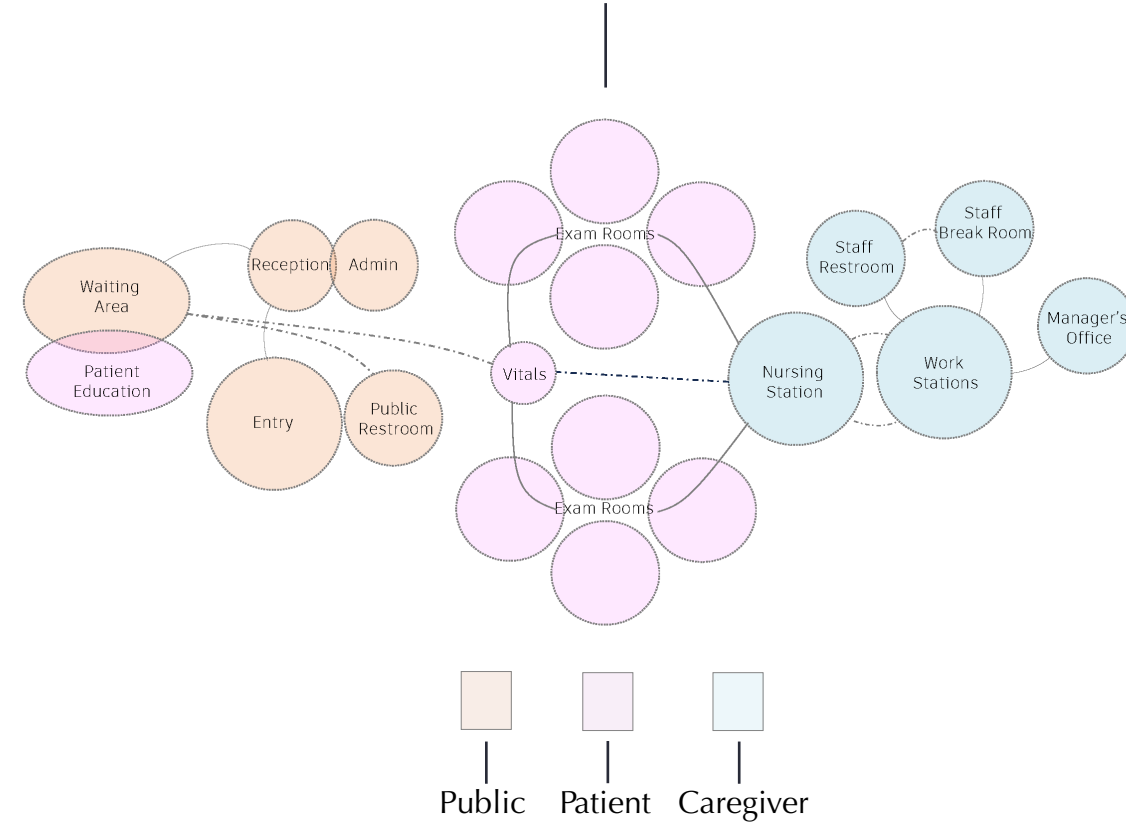 Waiting
Area
Patient
Education
Reception
Admin
Entry
Public
Restroom
Exam Rooms
Vitals
Exam Rooms
Nursing
Station
Staff
Restroom
Staff
Break Room
Work
Stations
Manager's
Office
Public
Patient
Caregiver